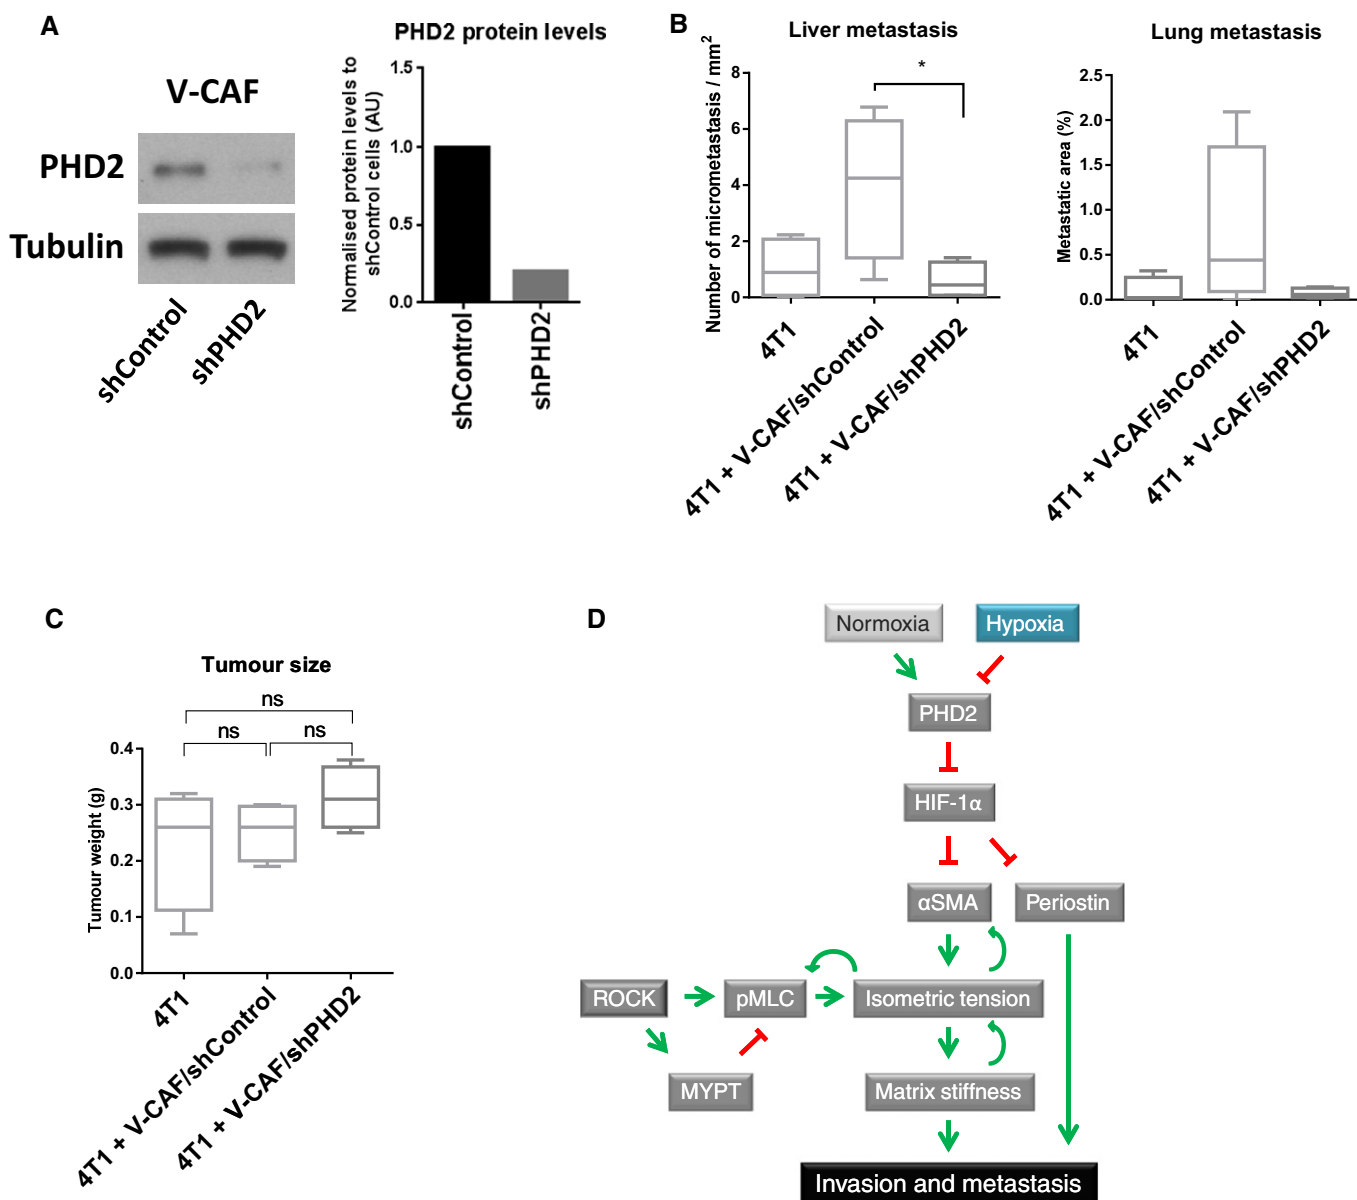 A
V-CAF
PHD2
Tubulin
shControl
shPHD2
PHD2 protein levels
Normalised protein levels to
shControl cells (AU)
1.5
1.0
0.5
0.0
shControl
shPHD2
B
Liver metastasis
Number of micrometastasis / mm2
8
6
4
2
0
*
4T1
4T1 + V-CAF/shControl
4T1 + V-CAF/shPHD2
Lung metastasis
Metastatic area (%)
2.5
2.0
1.5
1.0
0.5
0.0
4T1
4T1 + V-CAF/shControl
4T1 + V-CAF/shPHD2
C
Tumour size
ns
ns
ns
Tumour weight (g)
0.4
0.3
0.2
0.1
0.0
4T1
4T1 + V-CAF/shControl
4T1 + V-CAF/shPHD2
D
Normoxia
Hypoxia
PHD2
HIF-1α
αSMA
Periostin
ROCK
pMLC
Isometric tension
MYPT
Matrix stiffness
Invasion and metastasis